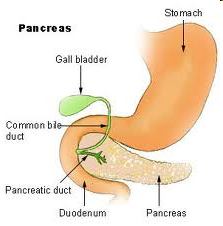 Stomach
Pancreas
Gall bladder
Common bile
duct
Pancreatic duct
Duodenum
Pancreas